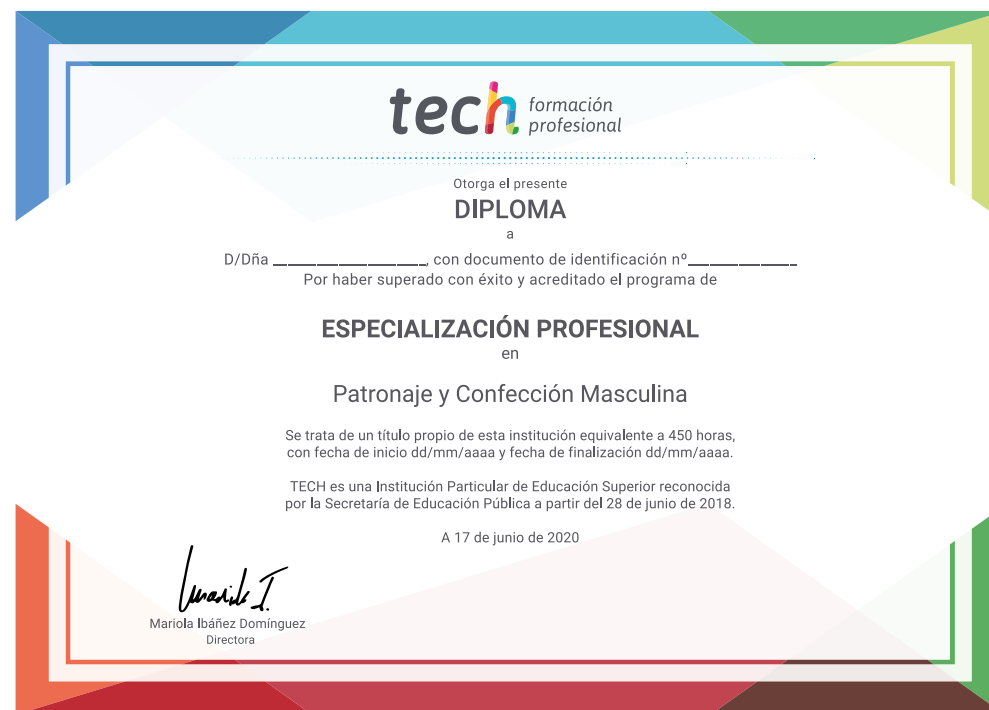 tech formación
profesional
Otorga el presente
DIPLOMA
a
D/Dña ____________________, con documento de identificación nº______________
Por haber superado con éxito y acreditado el programa de
ESPECIALIZACIÓN PROFESIONAL
en
Patronaje y Confección Masculina
Se trata de un título propio de esta institución equivalente a 450 horas,
con fecha de inicio dd/mm/aaaa y fecha de finalización dd/mm/aaaa.
TECH es una Institución Particular de Educación Superior reconocida
por la Secretaría de Educación Pública a partir del 28 de junio de 2018.
A 17 de junio de 2020
Mariola Ibáñez Domínguez
Directora